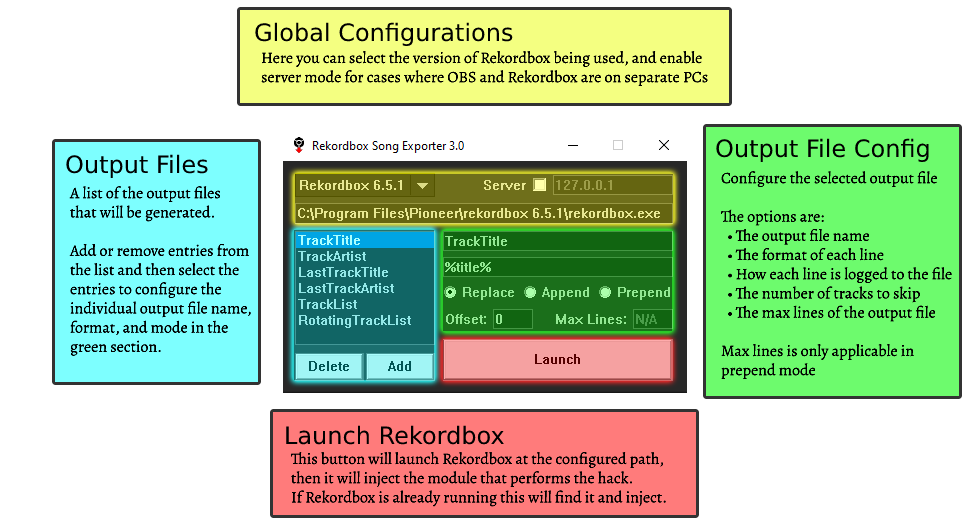 Global Configurations
Here you can select the version of Rekordbox being used, and enable
server mode for cases where OBS and Rekordbox are on separate PCs
Output Files
A list of the output files
that will be generated.
Add or remove entries from
the list and then select the
entries to configure the
individual output file name,
format, and mode in the
green section.
Rekordbox Song Exporter 3.0
Rekordbox 6.5.1
Server
127.0.0.1
C:\Program Files\Pioneer\rekordbox 6.5.1\rekordbox.exe
TrackTitle
TrackArtist
LastTrackTitle
LastTrackArtist
TrackList
RotatingTrackList
Delete
Add
TrackTitle
%title%
Replace
Append
Prepend
Offset: 0
Max Lines: N/A
Launch
Output File Config
Configure the selected output file
The options are:
• The output file name
• The format of each line
• How each line is logged to the file
• The number of tracks to skip
• The max lines of the output file
Max lines is only applicable in
prepend mode
Launch Rekordbox
This button will launch Rekordbox at the configured path,
then it will inject the module that performs the hack.
If Rekordbox is already running this will find it and inject.